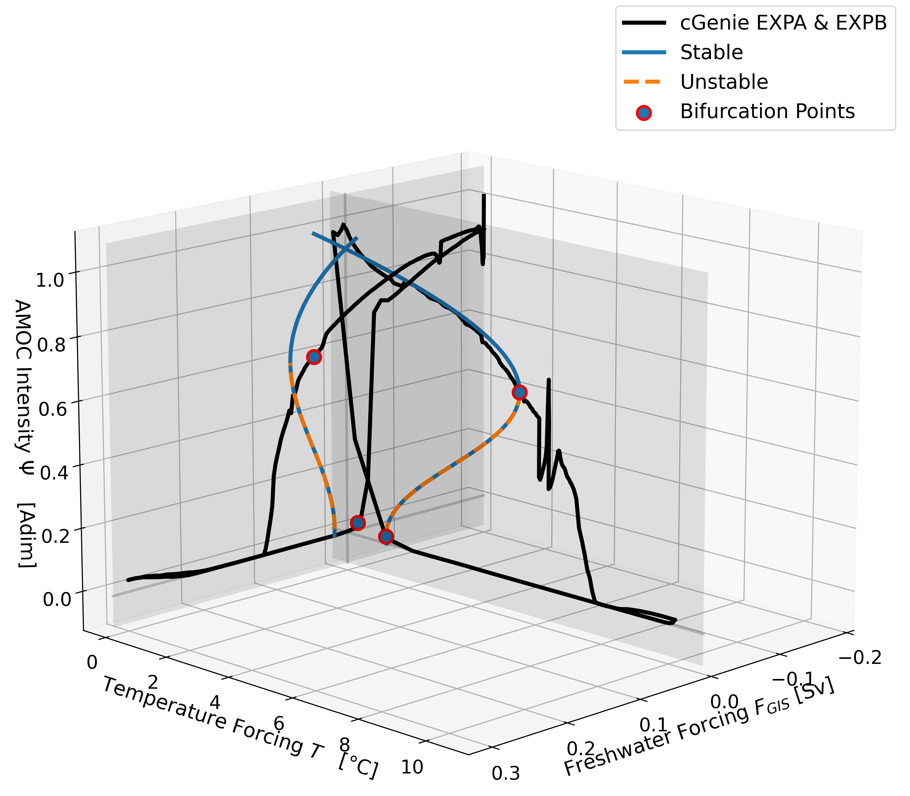 cGenie EXPA & EXPB
Stable
Unstable
Bifurcation Points
1.0
0.8
0.6
0.4
0.2
0.0
AMOC Intensity Ψ [Adim]
0
2
4
6
8
10
Temperature Forcing T [°C]
0.3
0.2
0.1
0.0
−0.1
−0.2
Freshwater Forcing F_GIS [Sv]